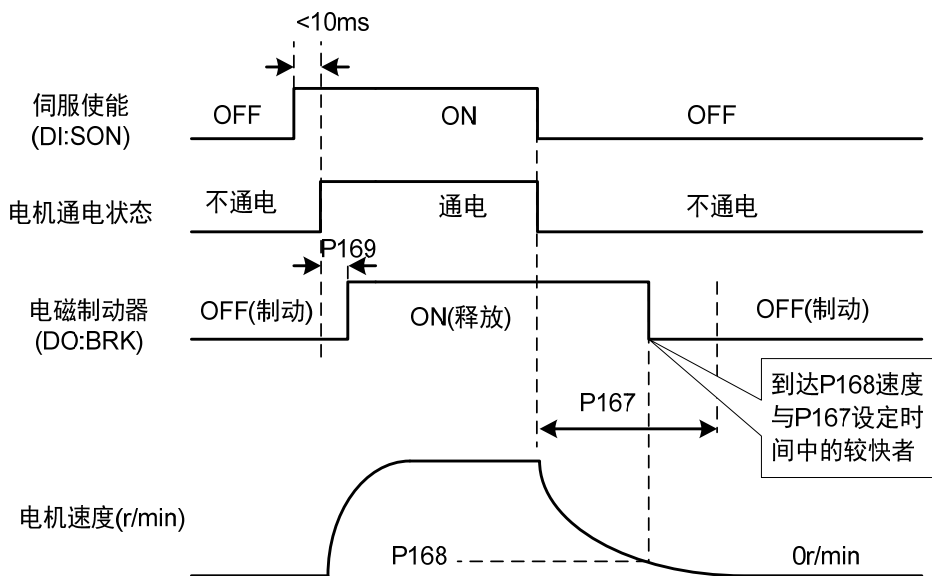 <10ms
伺服使能
(DI:SON)
OFF
ON
OFF
电机通电状态
不通电
通电
不通电
P169
电磁制动器
(DO:BRK)
OFF(制动)
ON(释放)
OFF(制动)
P167
到达P168速度
与P167设定时
间中的较快者
电机速度(r/min)
P168
0r/min